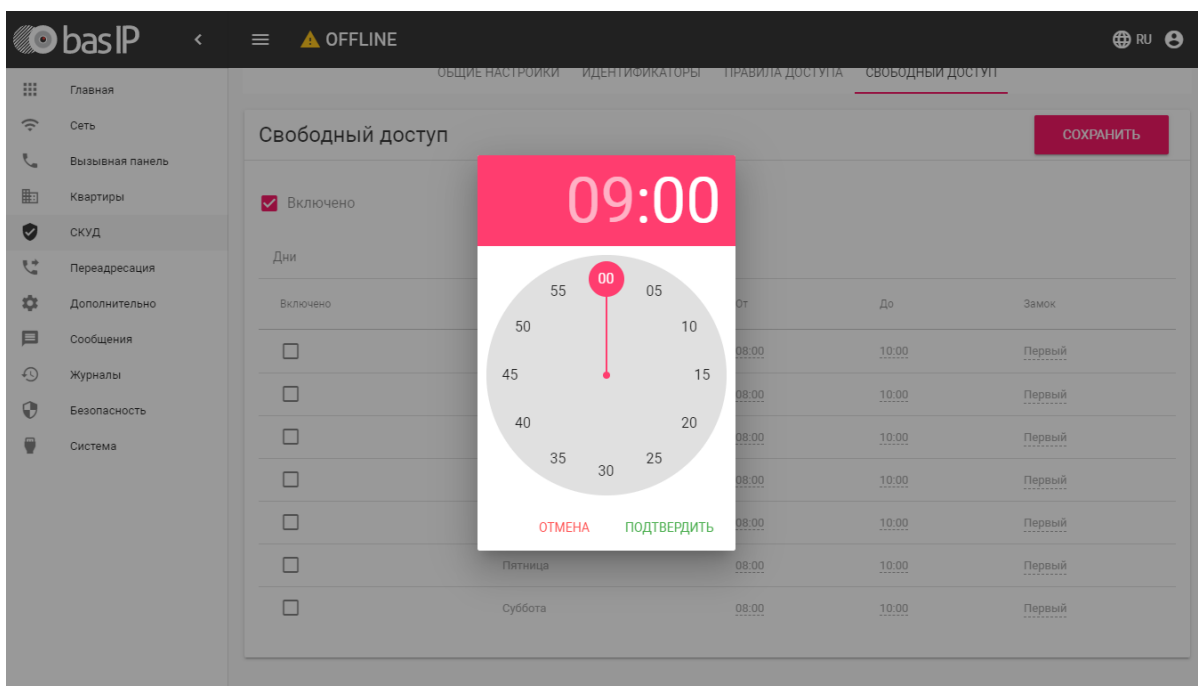 bas IP OFFLINE RU
ОБЩИЕ НАСТРОЙКИ ИДЕНТИФИКАТОРЫ ПРАВИЛА ДОСТУПА СВОБОДНЫЙ ДОСТУП
Главная
Сеть
Вызывная панель
Квартиры
СКУД
Переадресация
Дополнительно
Сообщения
Журналы
Безопасность
Система
Свободный доступ СОХРАНИТЬ
Включено
Дни
Включено От До Замок
08:00 10:00 Первый
08:00 10:00 Первый
08:00 10:00 Первый
08:00 10:00 Первый
08:00 10:00 Первый
Пятница 08:00 10:00 Первый
Суббота 08:00 10:00 Первый
09:00
00
55 05
50 10
45 15
40 20
35 25
30
ОТМЕНА ПОДТВЕРДИТЬ